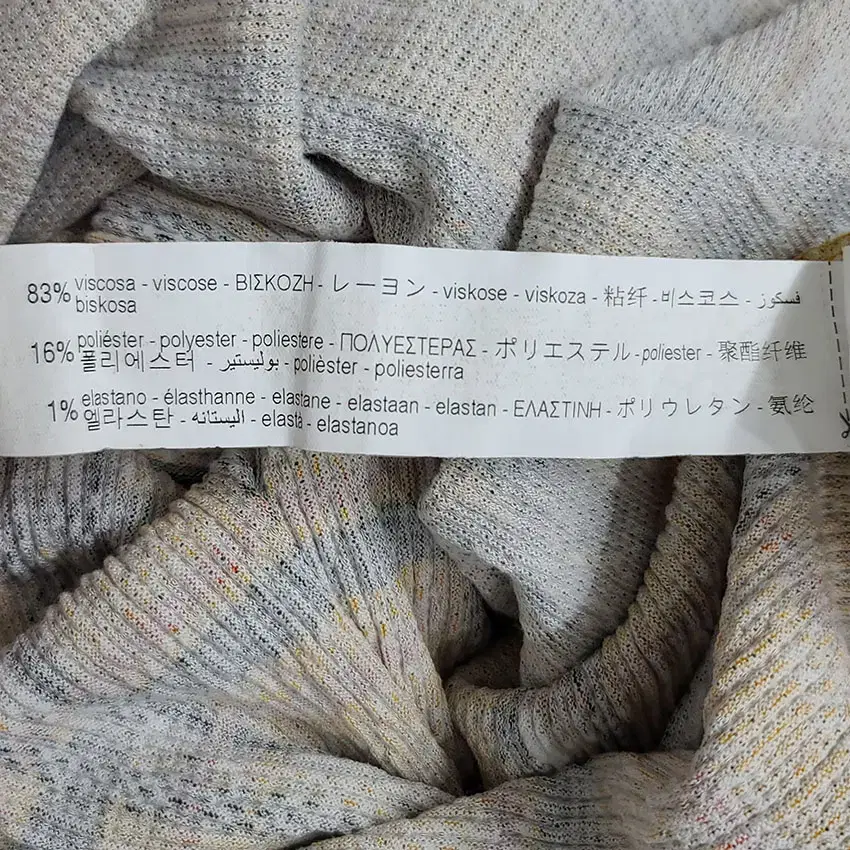 83% viscosa - viscose - ΒΙΣΚΟΖΗ - レーヨン - viskose - viskoza - 粘纤 - 비스코스 - فسكوز
biskosa
16% poliéster - polyester - poliestere - ΠΟΛΥΕΣΤΕΡΑΣ - ポリエステル - poliester - 聚酯纤维
폴리에스터 - بوليستير - polièster - poliesterra
1% elastano - élasthanne - elastane - elastaan - elastan - ΕΛΑΣΤΙΝΗ - ポリウレタン - 氨纶
엘라스탄 - اليستانه - elastà - elastanoa